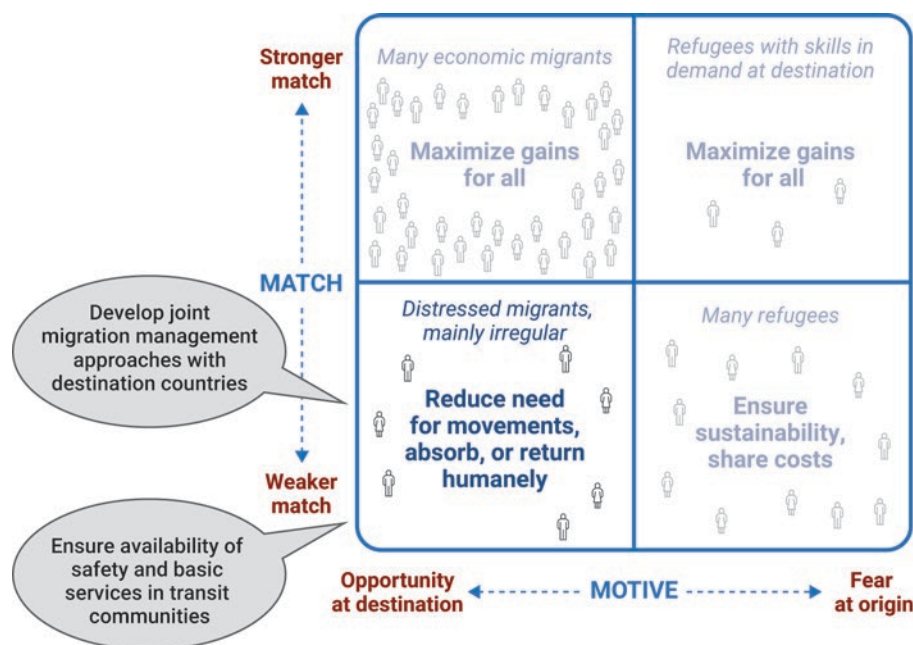 Stronger
match
Many economic migrants
Maximize gains
for all
Refugees with skills in
demand at destination
Maximize gains
for all
MATCH
Develop joint
migration management
approaches with
destination countries
Distressed migrants,
mainly irregular
Reduce need
for movements,
absorb, or return
humanely
Many refugees
Ensure
sustainability,
share costs
Weaker
match
Ensure availability of
safety and basic
services in transit
communities
Opportunity
at destination
MOTIVE
Fear
at origin